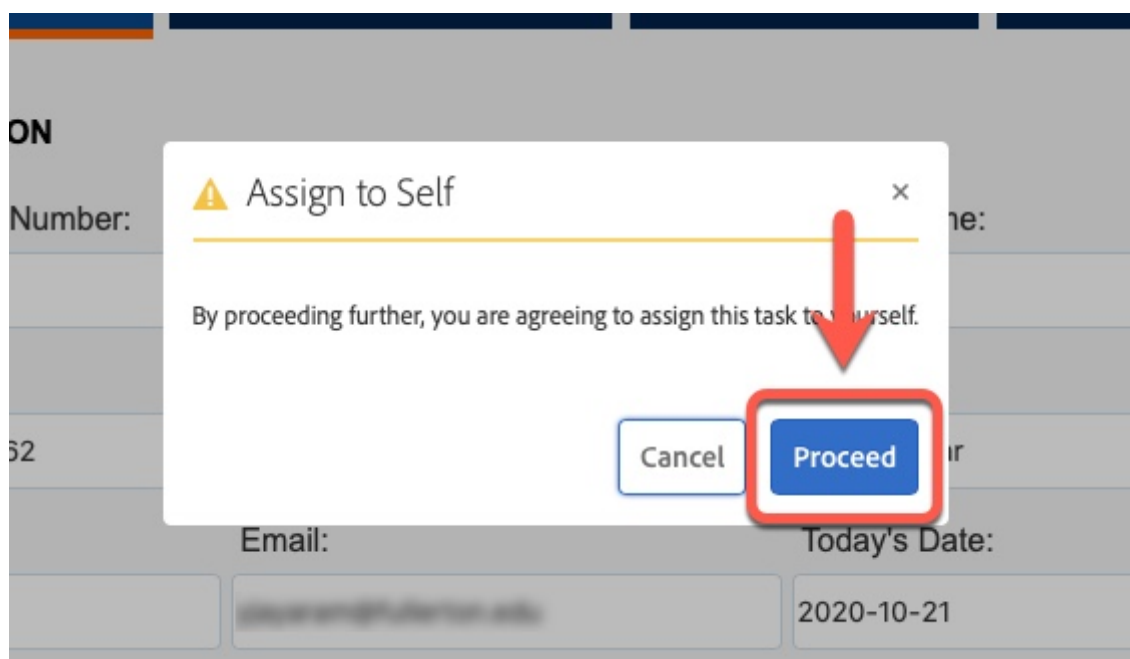 ON
Assign to Self
×
Number:
ne:
By proceeding further, you are agreeing to assign this task to yourself.
62
Cancel
Proceed
ar
Email:
Today's Date:
2020-10-21